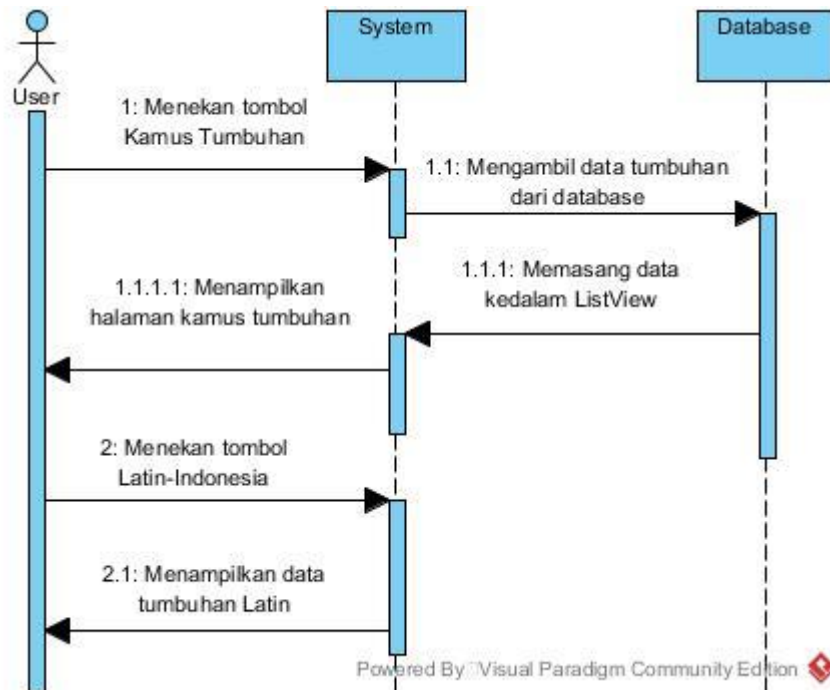 System
Database
User
1: Menekan tombol
Kamus Tumbuhan
1.1: Mengambil data tumbuhan
dari database
1.1.1: Memasang data
kedalam ListView
1.1.1.1: Menampilkan
halaman kamus tumbuhan
2: Menekan tombol
Latin-Indonesia
2.1: Menampilkan data
tumbuhan Latin
Powered By Visual Paradigm Community Edition